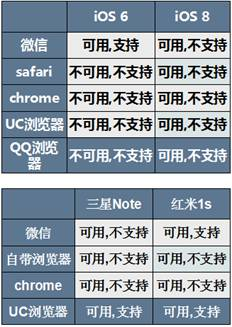 iOS 6 iOS 8
微信 可用,支持 可用,支持
safari 不可用,不支持 可用,不支持
chrome 不可用,不支持 可用,不支持
UC浏览器 不可用,不支持 可用,不支持
QQ浏览器 不可用,不支持 可用,不支持
三星Note 红米1s
微信 可用,不支持 可用,支持
自带浏览器 可用,不支持 可用,不支持
chrome 可用,不支持 可用,不支持
UC浏览器 可用,支持 可用,支持